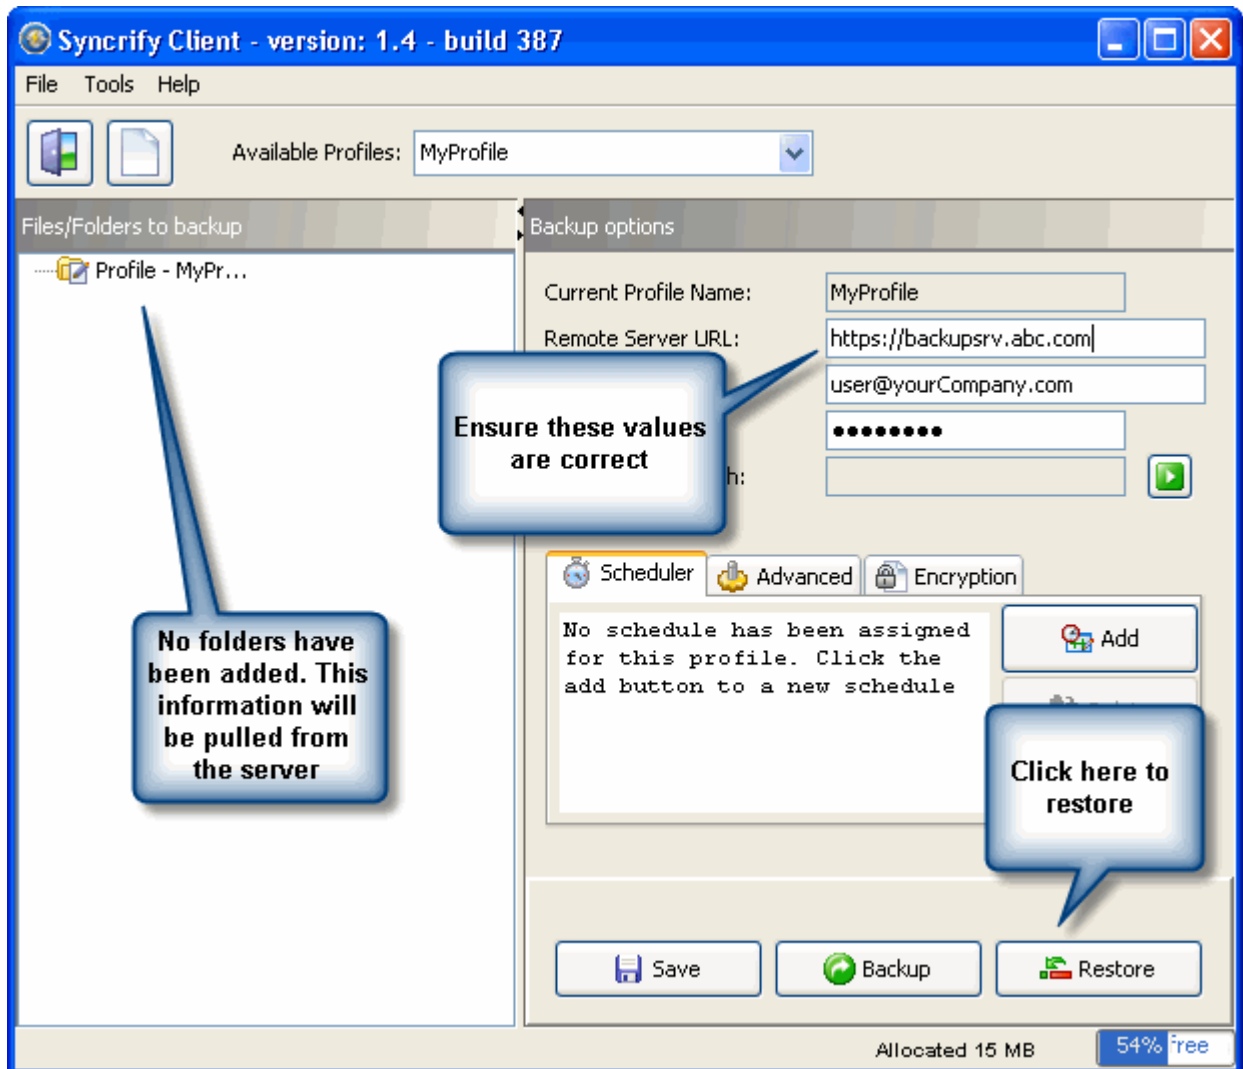 Syncrify Client - version: 1.4 - build 387
File Tools Help
Available Profiles: MyProfile
Files/Folders to backup
Profile - MyPr...
No folders have
been added. This
information will
be pulled from
the server
Backup options
Current Profile Name: MyProfile
Remote Server URL: https://backupsrv.abc.com
user@yourCompany.com
••••••••
h:
Ensure these values
are correct
Scheduler Advanced Encryption
No schedule has been assigned
for this profile. Click the
add button to a new schedule
Add
Click here to
restore
Save Backup Restore
Allocated 15 MB 54% Free